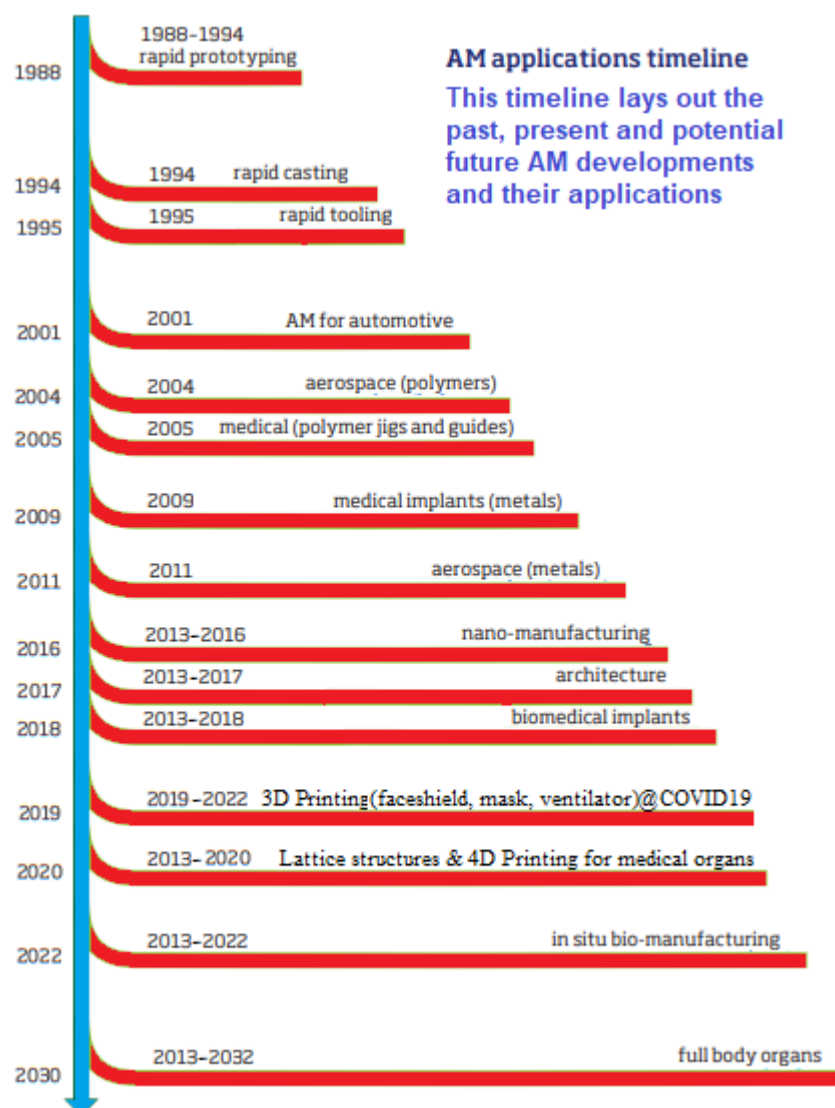 1988-1994
rapid prototyping
1988
AM applications timeline
This timeline lays out the
past, present and potential
future AM developments
and their applications
1994 rapid casting
1994
1995 rapid tooling
1995
2001 AM for automotive
2001
2004 aerospace (polymers)
2004
2005 medical (polymer jigs and guides)
2005
2009 medical implants (metals)
2009
2011 aerospace (metals)
2011
2013-2016 nano-manufacturing
2016
2013-2017 architecture
2017
2013-2018 biomedical implants
2018
2019-2022 3D Printing(faceshield, mask, ventilator)@COVID19
2019
2013-2020 Lattice structures & 4D Printing for medical organs
2020
2013-2022 in situ bio-manufacturing
2022
2013-2032 full body organs
2030